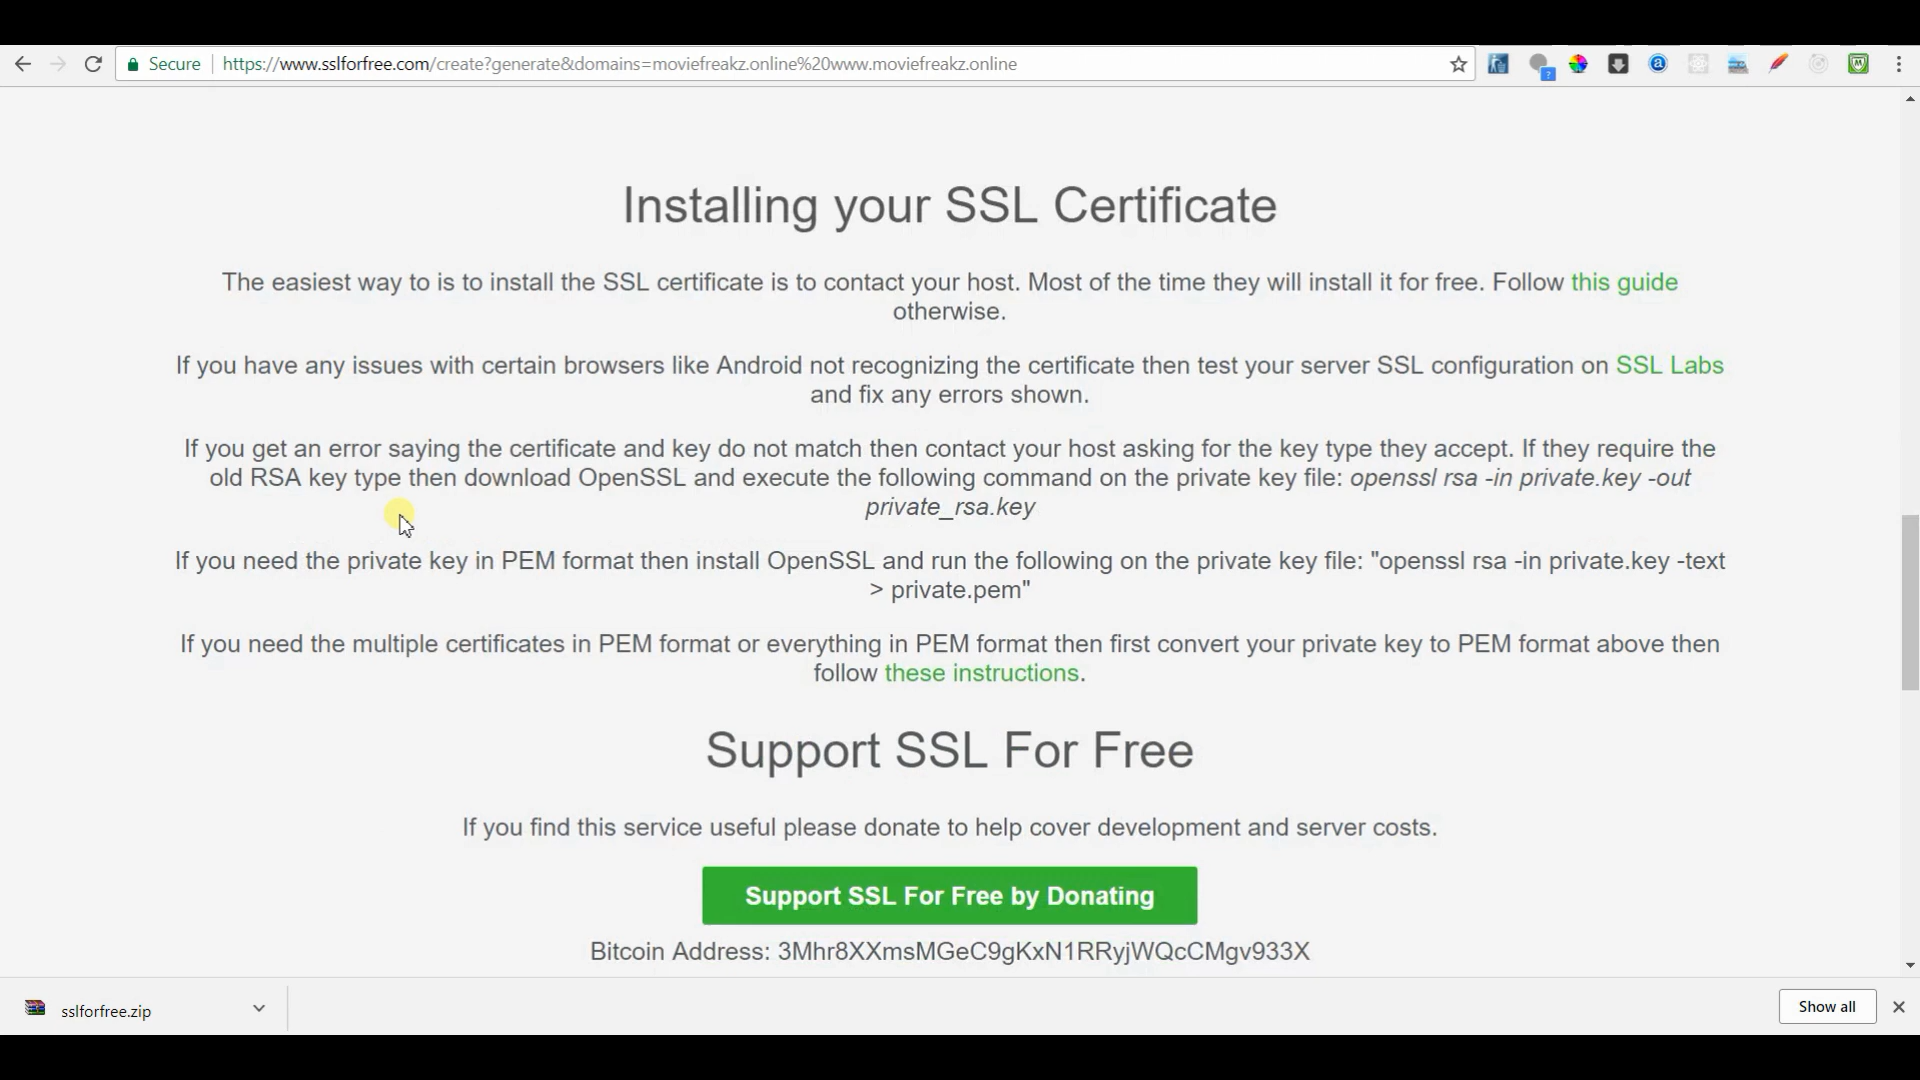 Secure https://www.sslforfree.com/create?generate&domains=moviefreakz.online%20www.moviefreakz.online
Installing your SSL Certificate
The easiest way to is to install the SSL certificate is to contact your host. Most of the time they will install it for free. Follow this guide
otherwise.
If you have any issues with certain browsers like Android not recognizing the certificate then test your server SSL configuration on SSL Labs
and fix any errors shown.
If you get an error saying the certificate and key do not match then contact your host asking for the key type they accept. If they require the
old RSA key type then download OpenSSL and execute the following command on the private key file: openssl rsa -in private.key -out
private_rsa.key
If you need the private key in PEM format then install OpenSSL and run the following on the private key file: "openssl rsa -in private.key -text
> private.pem"
If you need the multiple certificates in PEM format or everything in PEM format then first convert your private key to PEM format above then
follow these instructions.
Support SSL For Free
If you find this service useful please donate to help cover development and server costs.
Support SSL For Free by Donating
Bitcoin Address: 3Mhr8XXmsMGeC9gKxN1RRyjWQcCMgv933X
sslforfree.zip
Show all